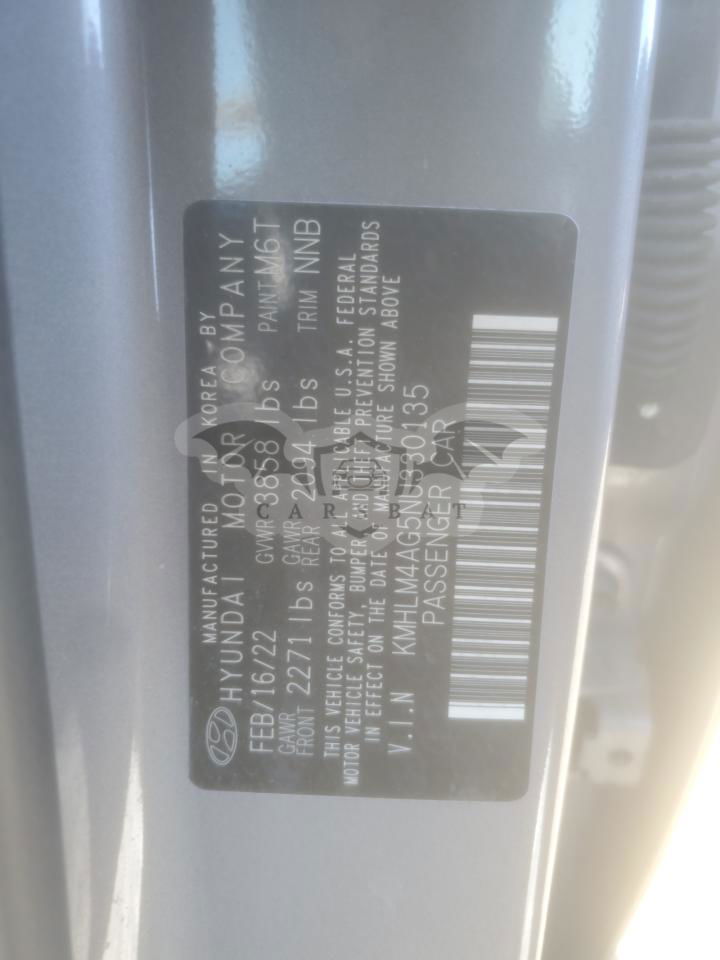 MANUFACTURED IN KOREA BY
HYUNDAI MOTOR COMPANY
FEB/16/22 GVWR 3858 lbs PAINT M6T
GAWR FRONT 2271 lbs GAWR REAR 2094 lbs TRIM NNB
THIS VEHICLE CONFORMS TO ALL APPLICABLE U.S.A. FEDERAL
MOTOR VEHICLE SAFETY, BUMPER, AND THEFT PREVENTION STANDARDS
IN EFFECT ON THE DATE OF MANUFACTURE SHOWN ABOVE
V.I.N KMHLM4AG5NU330135
PASSENGER CAR
CAR BAT